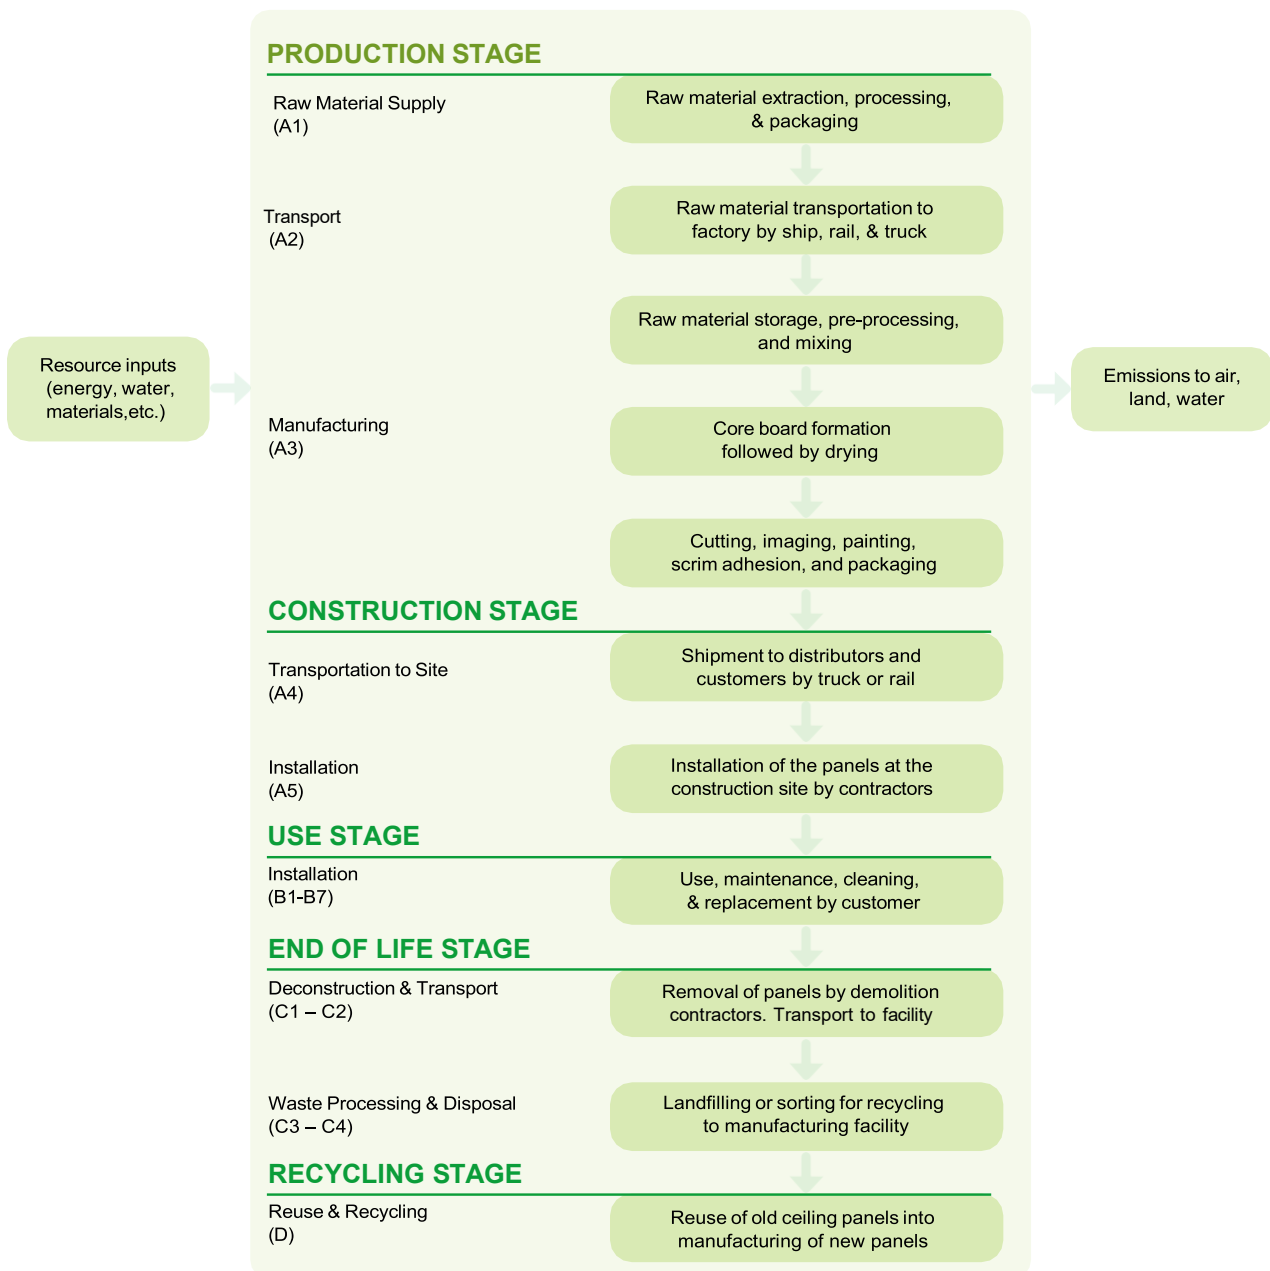 PRODUCTION STAGE
Raw Material Supply
(A1)
Raw material extraction, processing,
& packaging
Transport
(A2)
Raw material transportation to
factory by ship, rail, & truck
Raw material storage, pre-processing,
and mixing
Resource inputs
(energy, water,
materials,etc.)
Emissions to air,
land, water
Manufacturing
(A3)
Core board formation
followed by drying
Cutting, imaging, painting,
scrim adhesion, and packaging
CONSTRUCTION STAGE
Transportation to Site
(A4)
Shipment to distributors and
customers by truck or rail
Installation
(A5)
Installation of the panels at the
construction site by contractors
USE STAGE
Installation
(B1-B7)
Use, maintenance, cleaning,
& replacement by customer
END OF LIFE STAGE
Deconstruction & Transport
(C1 – C2)
Removal of panels by demolition
contractors. Transport to facility
Waste Processing & Disposal
(C3 – C4)
Landfilling or sorting for recycling
to manufacturing facility
RECYCLING STAGE
Reuse & Recycling
(D)
Reuse of old ceiling panels into
manufacturing of new panels